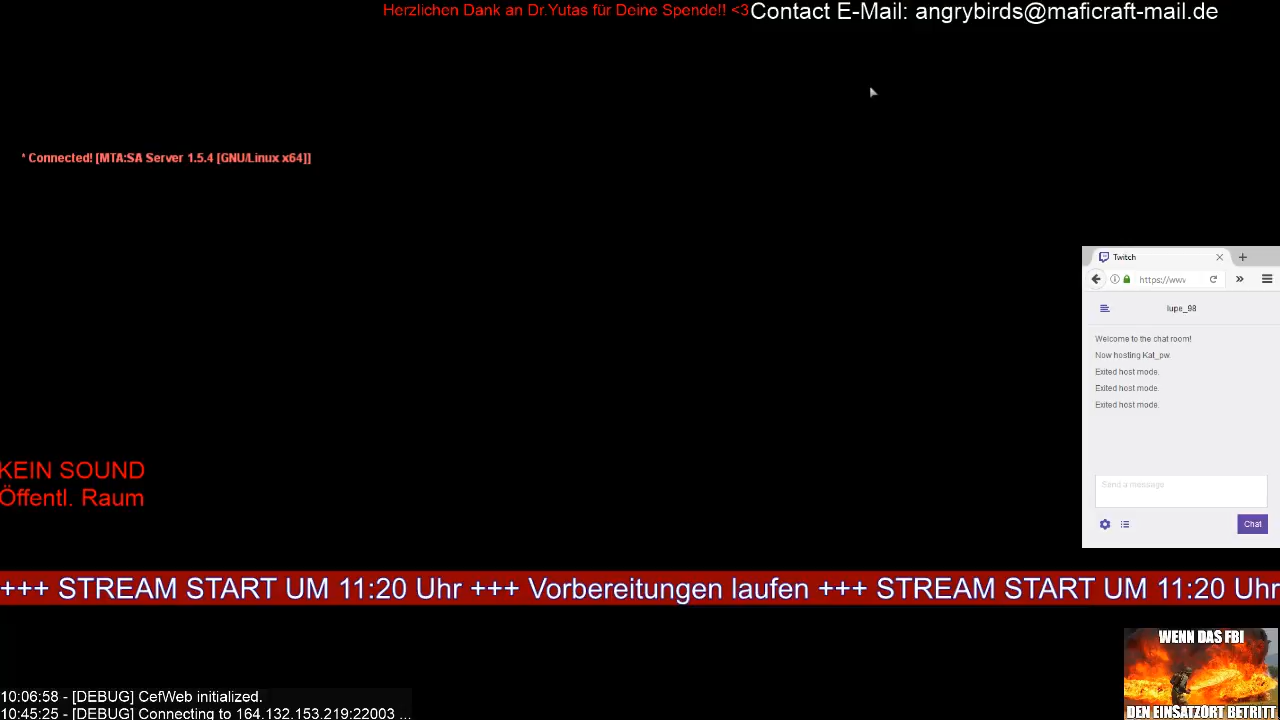 Herzlichen Dank an Dr.Yutas für Deine Spende!! <3
Contact E-Mail: angrybirds@maficraft-mail.de
* Connected! [MTA:SA Server 1.5.4 [GNU/Linux x64]]
Twitch
https://www
lupe_98
Welcome to the chat room!
Now hosting Kat_pw.
Exited host mode.
Exited host mode.
Exited host mode.
KEIN SOUND
Öffentl. Raum
Send a message
Chat
+++ STREAM START UM 11:20 Uhr +++ Vorbereitungen laufen +++ STREAM START UM 11:20 Uhr
WENN DAS FBI
DEN EINSATZORT BETRITT
10:06:58 - [DEBUG] CefWeb initialized.
10:45:25 - [DEBUG] Connecting to 164.132.153.219:22003 ...